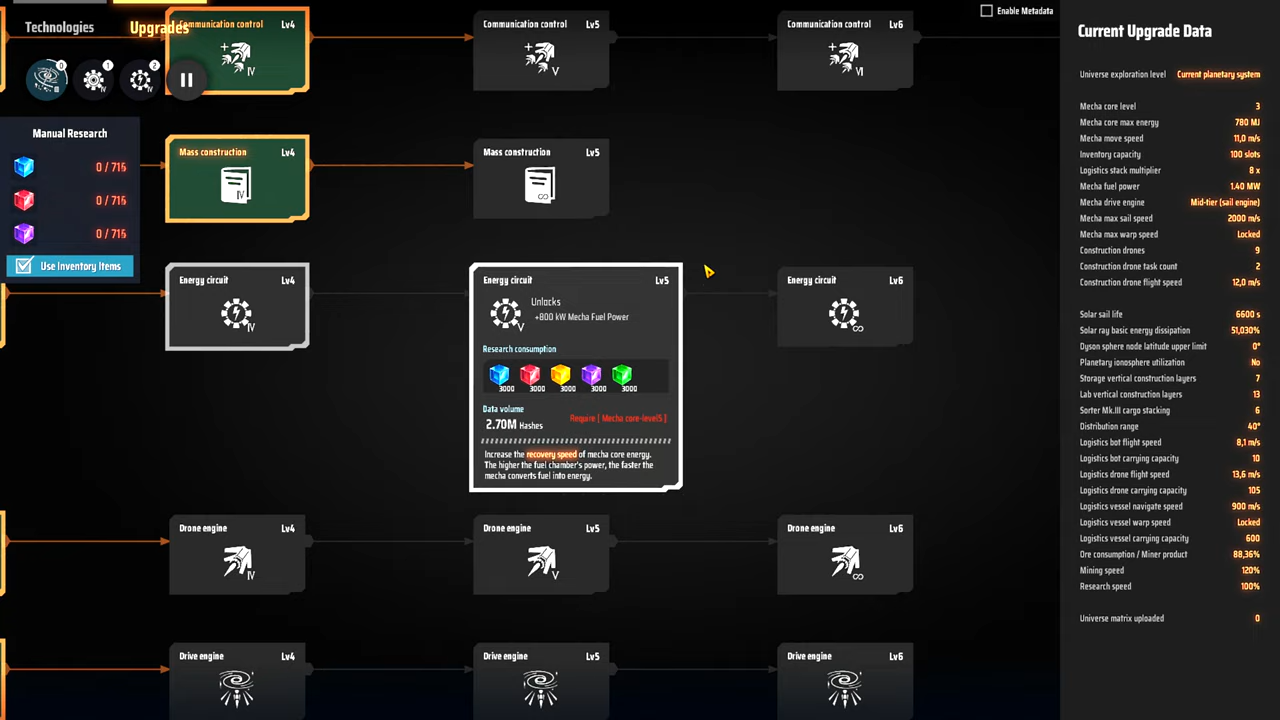 Technologies
Upgrades
0
1
IV
2
IV
Communication control Lv4
IV
Communication control Lv5
V
Communication control Lv6
VI
Enable Metadata
Manual Research
0 / 716
0 / 716
0 / 716
Use Inventory Items
Mass construction Lv4
IV
Mass construction Lv5
∞
Energy circuit Lv4
IV
Energy circuit Lv5
V
Unlocks
+800 kW Mecha Fuel Power
Research consumption
3000 3000 3000 3000 3000
Data volume
2.70M Hashes
Require [ Mecha core-level5 ]
Increase the recovery speed of mecha core energy.
The higher the fuel chamber's power, the faster the
mecha converts fuel into energy.
Energy circuit Lv6
∞
Drone engine Lv4
IV
Drone engine Lv5
V
Drone engine Lv6
∞
Drive engine Lv4
Drive engine Lv5
Drive engine Lv6
Current Upgrade Data
Universe exploration level Current planetary system
Mecha core level 3
Mecha core max energy 780 MJ
Mecha move speed 11,0 m/s
Inventory capacity 100 slots
Logistics stack multiplier 8 x
Mecha fuel power 1.40 MW
Mecha drive engine Mid-tier (sail engine)
Mecha max sail speed 2000 m/s
Mecha max warp speed Locked
Construction drones 9
Construction drone task count 2
Construction drone flight speed 12,0 m/s
Solar sail life 6600 s
Solar ray basic energy dissipation 51,030%
Dyson sphere node latitude upper limit 0°
Planetary ionosphere utilization No
Storage vertical construction layers 7
Lab vertical construction layers 13
Sorter Mk.III cargo stacking 6
Distribution range 40°
Logistics bot flight speed 8,1 m/s
Logistics bot carrying capacity 10
Logistics drone flight speed 13,6 m/s
Logistics drone carrying capacity 105
Logistics vessel navigate speed 900 m/s
Logistics vessel warp speed Locked
Logistics vessel carrying capacity 600
Ore consumption / Miner product 88,36%
Mining speed 120%
Research speed 100%
Universe matrix uploaded 0